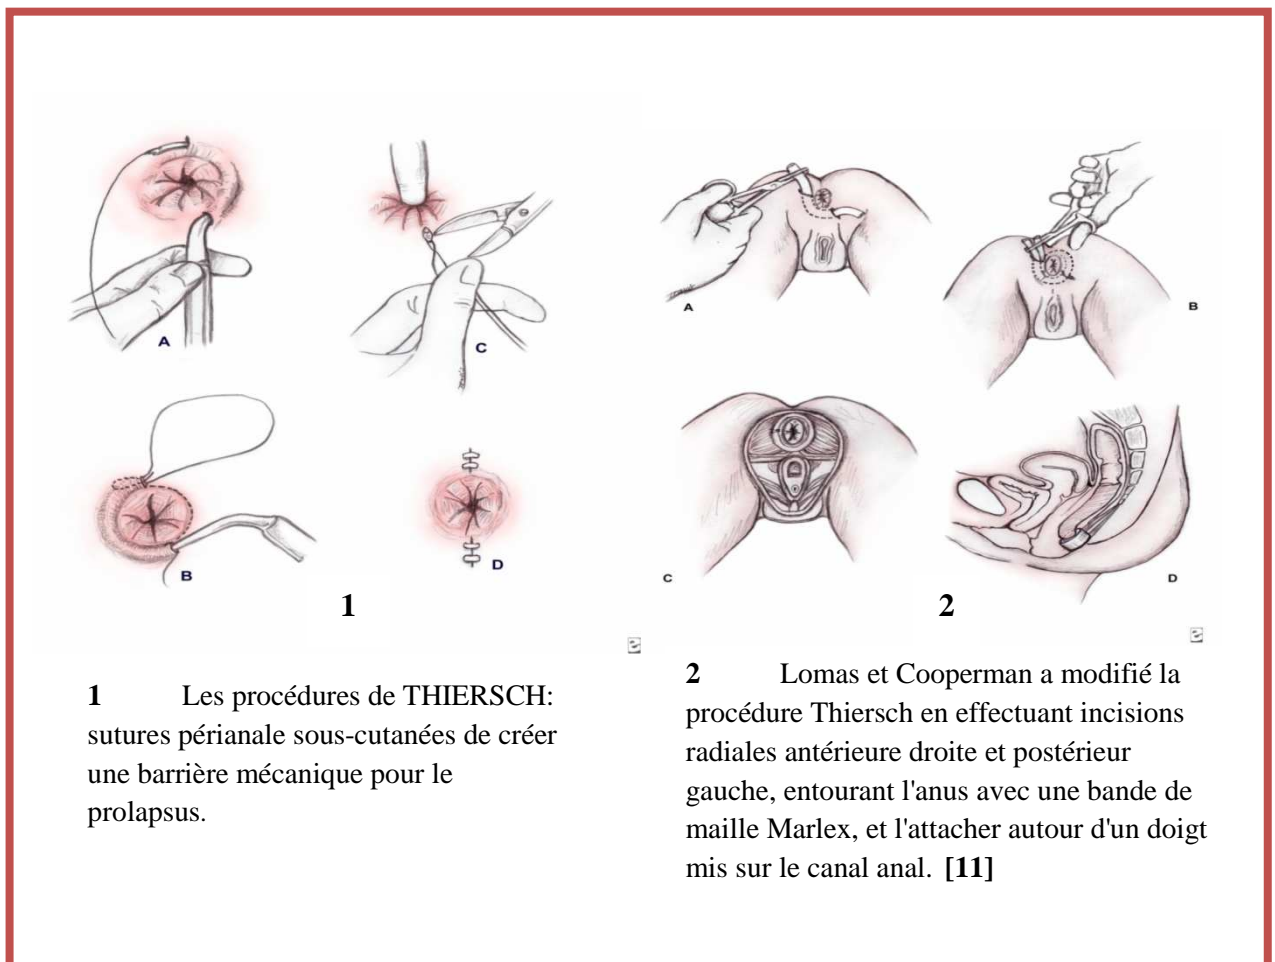 A
C
B
D
1
A
B
C
D
2
1 Les procédures de THIERSCH:
sutures périanale sous-cutanées de créer
une barrière mécanique pour le
prolapsus.
2 Lomas et Cooperman a modifié la
procédure Thiersch en effectuant incisions
radiales antérieure droite et postérieur
gauche, entourant l'anus avec une bande de
maille Marlex, et l'attacher autour d'un doigt
mis sur le canal anal. [11]